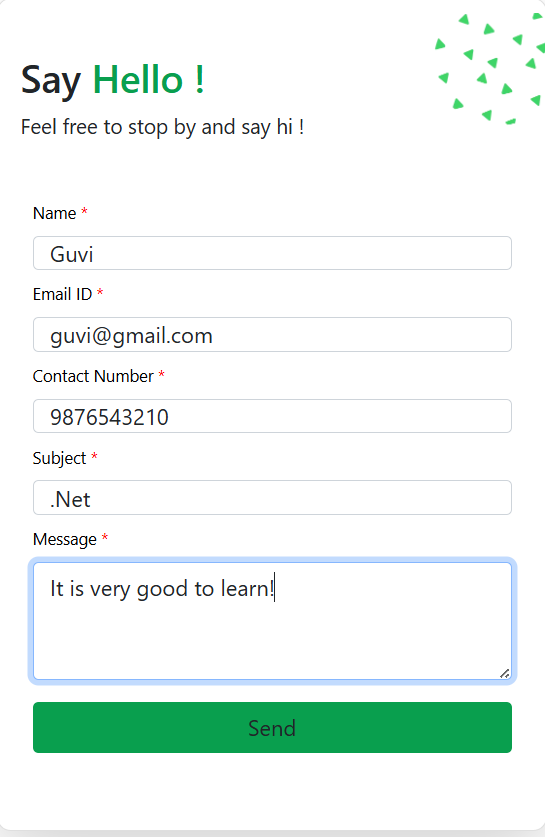 Say Hello !
Feel free to stop by and say hi !
Name *
Guvi
Email ID *
guvi@gmail.com
Contact Number *
9876543210
Subject *
.Net
Message *
It is very good to learn!
Send